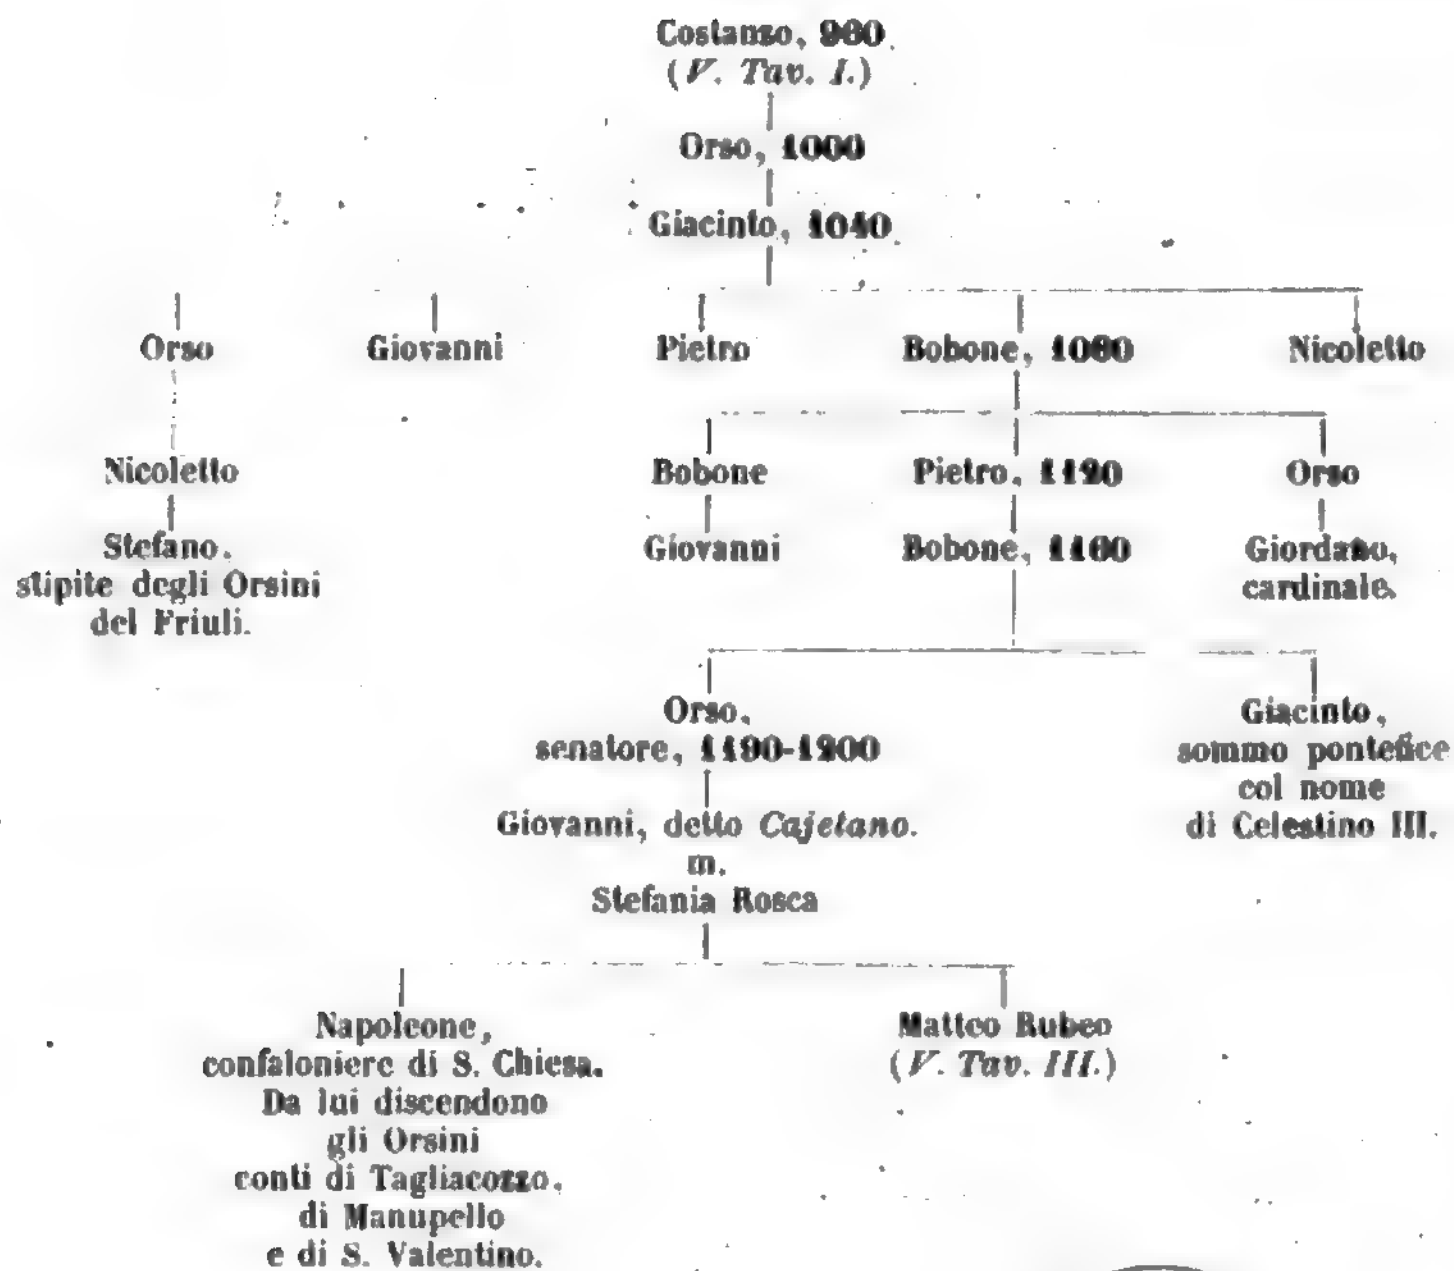 Costanzo, 960.
(V. Tav. I.)
Orso, 1000
Giacinto, 1040.
Orso Giovanni Pietro Bobone, 1080 Nicoletto
Nicoletto Bobone Pietro, 1120 Orso
Stefano, Giovanni Bobone, 1160 Giordano,
stipite degli Orsini cardinale.
del Friuli.
Orso, Giacinto,
senatore, 1190-1200 sommo pontefice
col nome
Giovanni, detto Cajetano. di Celestino III.
m.
Stefania Rosca
Napoleone, Matteo Rubeo
confaloniere di S. Chiesa. (V. Tav. III.)
Da lui discendono
gli Orsini
conti di Tagliacozzo,
di Manupello
e di S. Valentino.